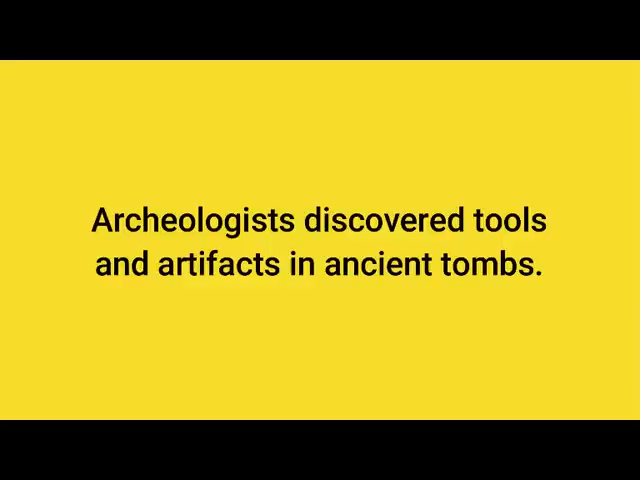 Archeologists discovered tools
and artifacts in ancient tombs.